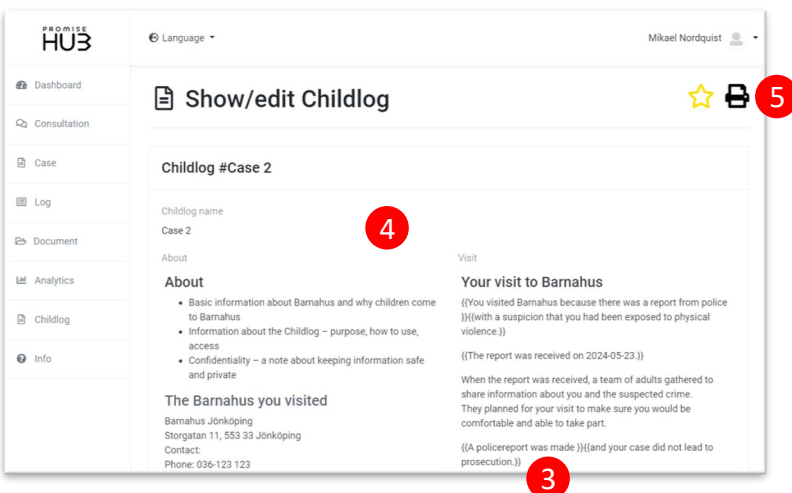 PROMISE
HUB
Language
Mikael Nordquist
Dashboard
Consultation
Case
Log
Document
Analytics
Childlog
Info
Show/edit Childlog
5
Childlog #Case 2
Childlog name
Case 2
4
About
About
• Basic information about Barnahus and why children come
to Barnahus
• Information about the Childlog – purpose, how to use,
access
• Confidentiality – a note about keeping information safe
and private
The Barnahus you visited
Barnahus Jönköping
Storgatan 11, 553 33 Jönköping
Contact:
Phone: 036-123 123
Visit
Your visit to Barnahus
{{You visited Barnahus because there was a report from police
}}{{with a suspicion that you had been exposed to physical
violence.}}
{{The report was received on 2024-05-23.}}
When the report was received, a team of adults gathered to
share information about you and the suspected crime.
They planned for your visit to make sure you would be
comfortable and able to take part.
{{A policereport was made }}{{and your case did not lead to
prosecution.}}
3